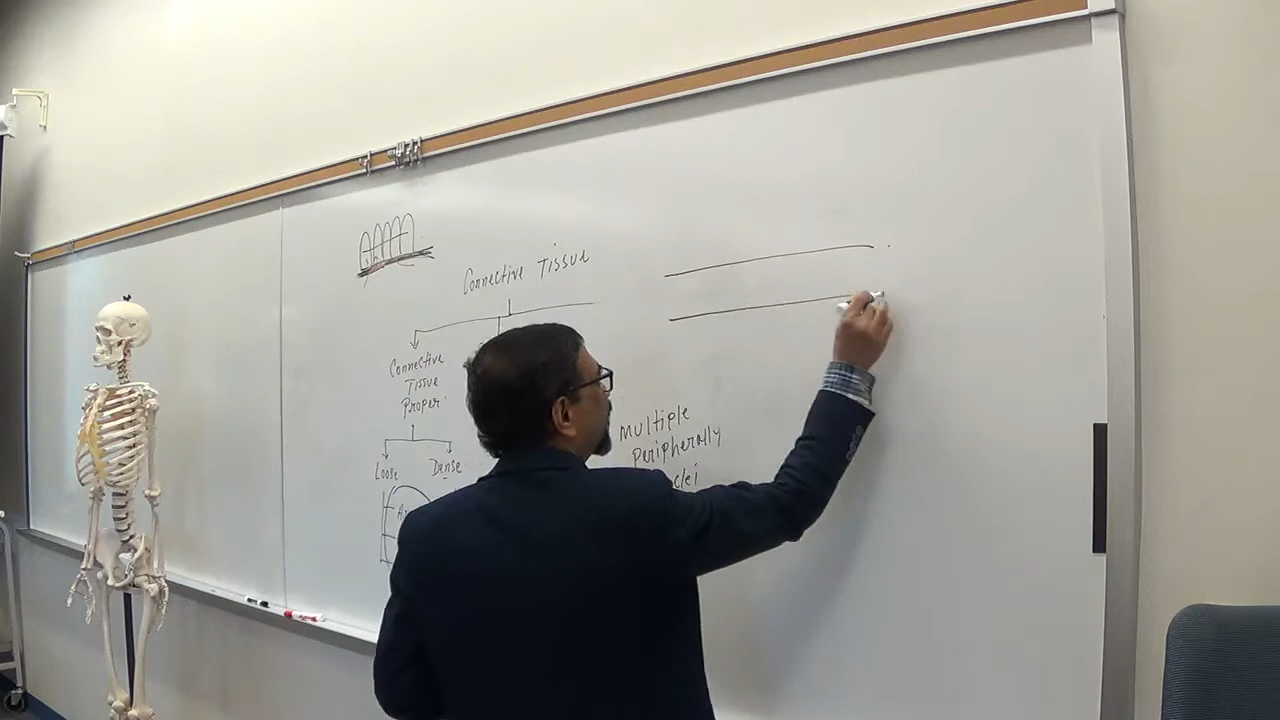 Connective Tissue
Connective
Tissue
Proper
Loose
Dense
Multiple
Peripherally